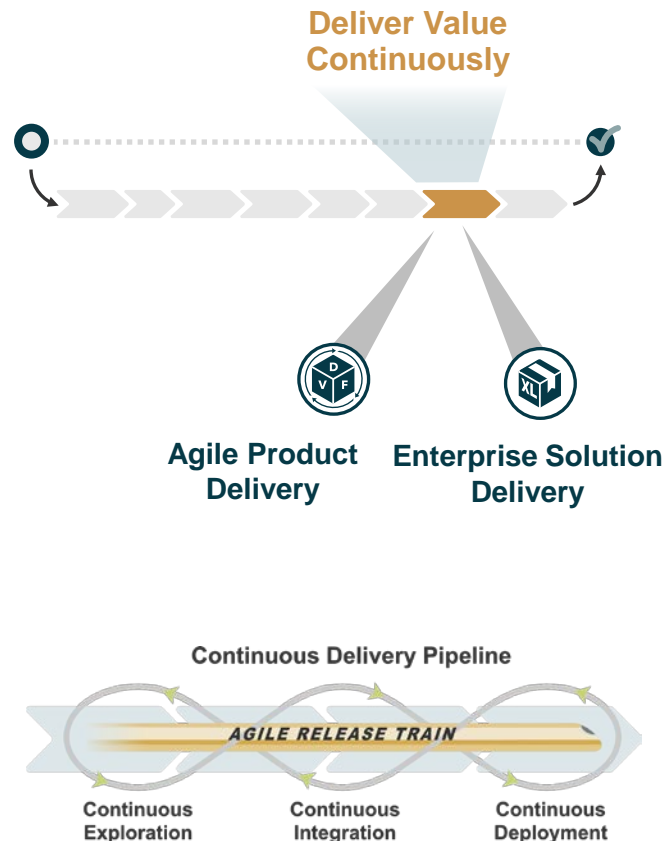 Deliver Value
Continuously
D
V F
XL
Agile Product
Delivery
Enterprise Solution
Delivery
Continuous Delivery Pipeline
AGILE RELEASE TRAIN
Continuous
Exploration
Continuous
Integration
Continuous
Deployment